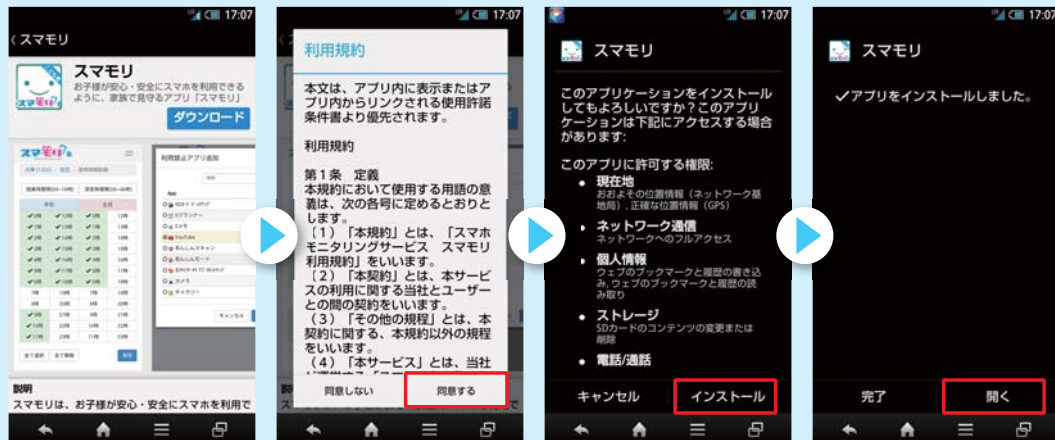 17:07
スマモリ
スマモリ
お子様が安心・安全にスマホを利用できる
ように、家族で見守るアプリ「スマモリ」
ダウンロード
利用禁止アプリ追加
App
YouTube
カメラ
ギャラリー
キャンセル
全て選択
全て解除
説明
スマモリは、お子様が安心・安全にスマホを利用で
17:07
利用規約
本文は、アプリ内に表示またはア
プリ内からリンクされる使用許諾
条件書より優先されます。
利用規約
第1条 定義
本規約において使用する用語の意
義は、次の各号に定めるとおりと
します。
(1)「本規約」とは、「スマホ
モニタリングサービス スマモリ
利用規約」をいいます。
(2)「本契約」とは、本サービ
スの利用に関する当社とユーザー
との間の契約をいいます。
(3)「その他の規程」とは、本
契約に関する、本規約以外の規程
をいいます。
(4)「本サービス」とは、当社
同意しない
同意する
17:07
スマモリ
このアプリケーションをインストール
してもよろしいですか？このアプリ
ケーションは下記にアクセスする場合
があります:
このアプリに許可する権限:
• 現在地
おおよその位置情報（ネットワーク基
地局）, 正確な位置情報（GPS）
• ネットワーク通信
ネットワークへのフルアクセス
• 個人情報
ウェブのブックマークと履歴の書き込
み, ウェブのブックマークと履歴の読
み取り
• ストレージ
SDカードのコンテンツの変更または
削除
• 電話/通話
キャンセル
インストール
17:07
スマモリ
✓アプリをインストールしました。
完了
開く